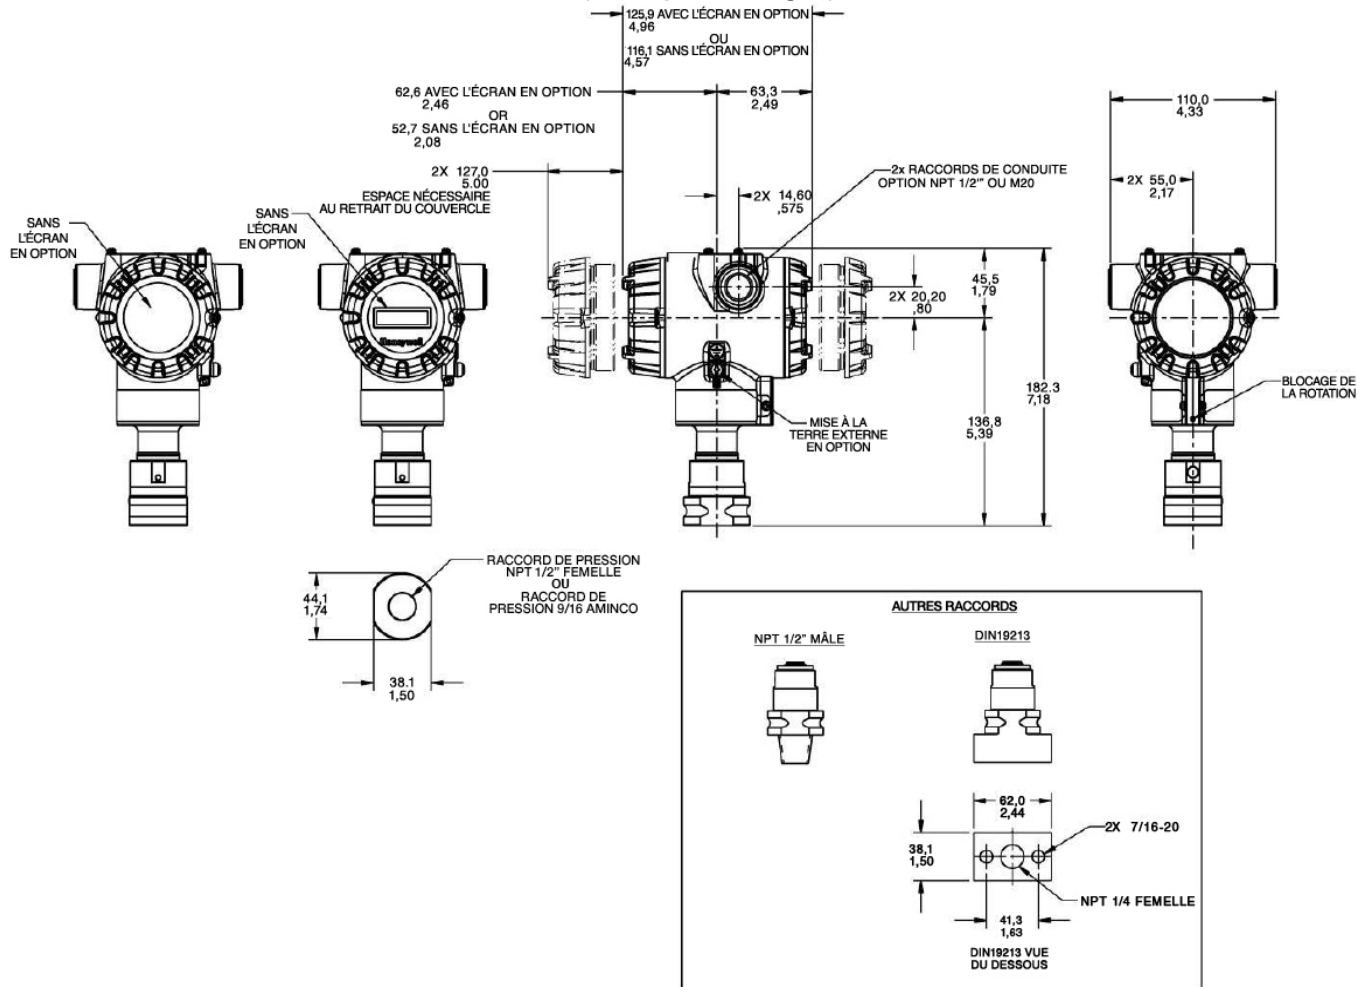 125,9 AVEC L'ÉCRAN EN OPTION
4,96
OU
116,1 SANS L'ÉCRAN EN OPTION
4,57
62,6 AVEC L'ÉCRAN EN OPTION
2,46
OR
52,7 SANS L'ÉCRAN EN OPTION
2,08
63,3
2,49
110,0
4,33
2X 127,0
5.00
ESPACE NÉCESSAIRE
AU RETRAIT DU COUVERCLE
2x RACCORDS DE CONDUITE
OPTION NPT 1/2'" OU M20
2X 14,60
,575
2X 55,0
2,17
SANS
L'ÉCRAN
EN OPTION
SANS
L'ÉCRAN
EN OPTION
Honeywell
2X 20,20
,80
45,5
1,79
182.3
7,18
136,8
5,39
MISE À LA
TERRE EXTERNE
EN OPTION
BLOCAGE DE
LA ROTATION
RACCORD DE PRESSION
NPT 1/2" FEMELLE
OU
RACCORD DE
PRESSION 9/16 AMINCO
44,1
1,74
38.1
1,50
AUTRES RACCORDS
NPT 1/2" MÂLE
DIN19213
62,0
2,44
2X 7/16-20
38,1
1,50
NPT 1/4 FEMELLE
41,3
1,63
DIN19213 VUE
DU DESSOUS